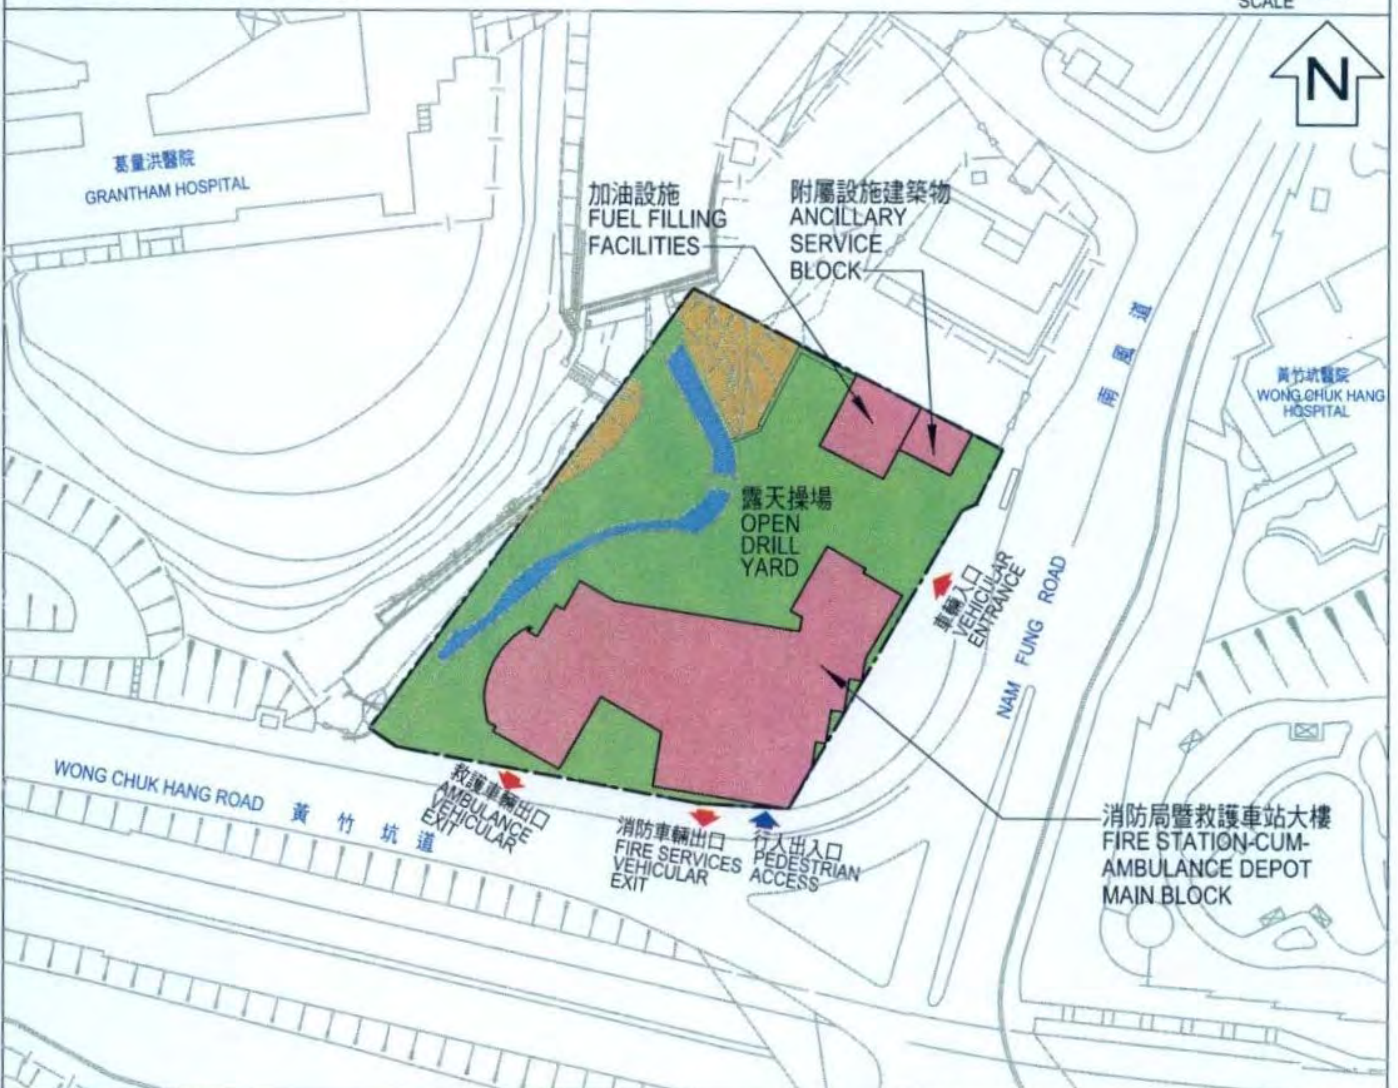 SCALE
N
葛量洪醫院
GRANTHAM HOSPITAL
加油設施
FUEL FILLING
FACILITIES
附屬設施建築物
ANCILLARY
SERVICE
BLOCK
南風道
NAM FUNG ROAD
黃竹坑醫院
WONG CHUK HANG
HOSPITAL
露天操場
OPEN
DRILL
YARD
車輛入口
VEHICULAR
ENTRANCE
WONG CHUK HANG ROAD 黃竹坑道
救護車輛出口
AMBULANCE
VEHICULAR
EXIT
消防車輛出口
FIRE SERVICES
VEHICULAR
EXIT
行人出入口
PEDESTRIAN
ACCESS
消防局暨救護車站大樓
FIRE STATION-CUM-
AMBULANCE DEPOT
MAIN BLOCK